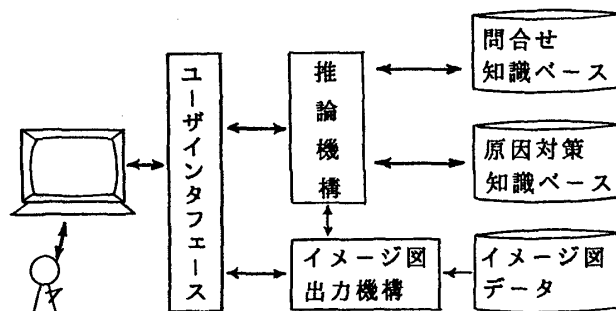 ユーザインタフェース
推論機構
問合せ
知識ベース
原因対策
知識ベース
イメージ図
出力機構
イメージ図
データ